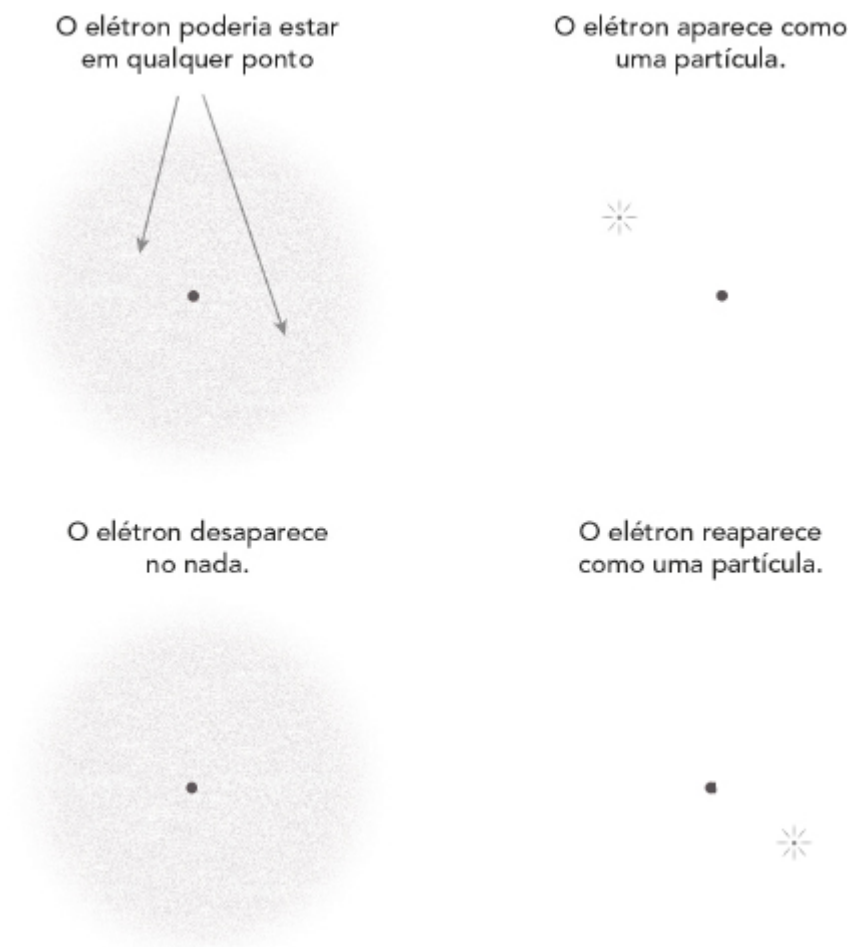 O elétron poderia estar
em qualquer ponto
O elétron aparece como
uma partícula.
O elétron desaparece
no nada.
O elétron reaparece
como uma partícula.